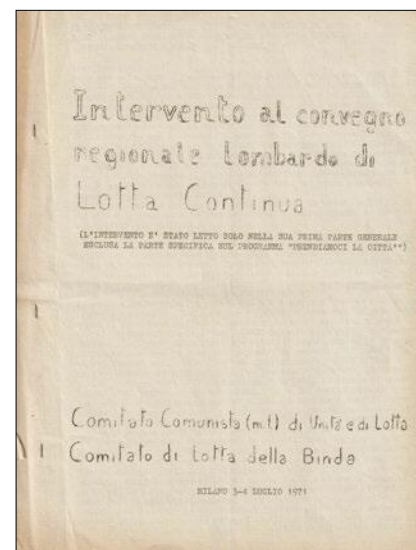 Intervento al convegno
regionale lombardo di
Lotta Continua
(L'INTERVENTO E' STATO LETTO SOLO NELLA SUA PRIMA PARTE GENERALE
ESCLUSA LA PARTE SPECIFICA SUL PROGRAMMA "PRENDIAMOCI LA CITTA'")
Comitato Comunista (m.l.) di Unità e di Lotta
Comitato di Lotta della Binda
MILANO 3-4 LUGLIO 1971